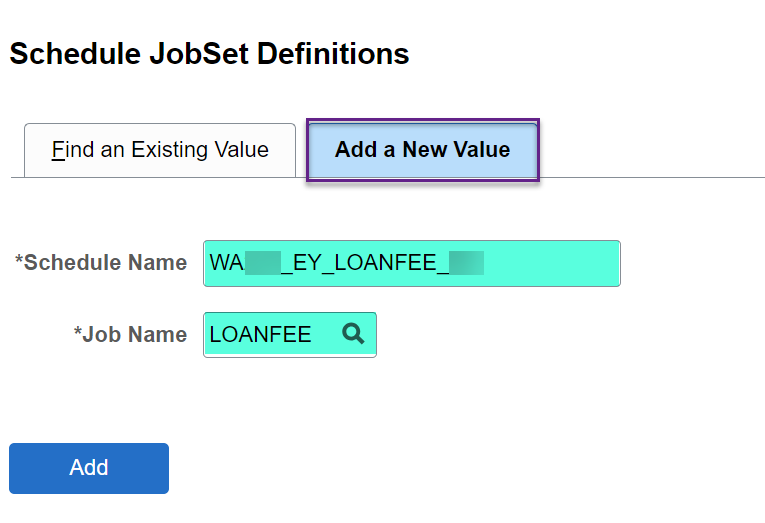 Schedule JobSet Definitions
Find an Existing Value
Add a New Value
*Schedule Name WA _EY_LOANFEE_
*Job Name LOANFEE
Add